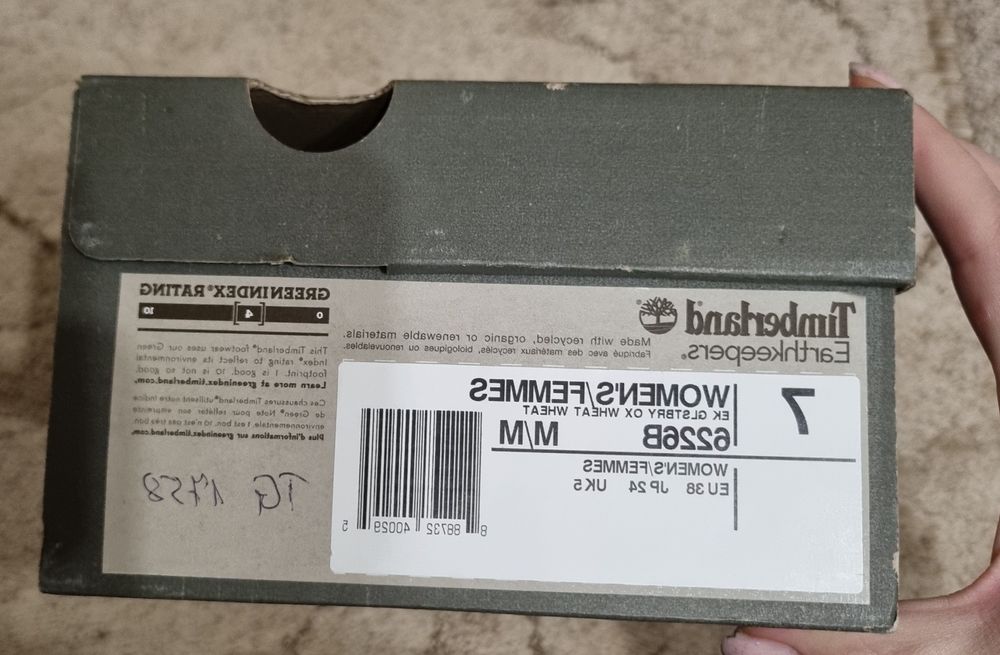 Timberland
Earthkeepers®
Made with recycled, organic or renewable materials.
Fabriqué avec des matériaux recyclés, biologiques ou renouvelables.
GREEN INDEX® RATING
0 [4] 10
This Timberland® footwear uses our Green
Index® rating to reflect its environmental
footprint. 1 is good. 10 is not so good.
Learn more at greenindex.timberland.com.
Ces chaussures Timberland® utilisent notre Indice
de Green® Note pour refléter son empreinte
environnementale. 1 est bon. 10 n'est pas très bon.
Plus d'informations sur greenindex.timberland.com.
7
WOMEN'S/FEMMES
EK GLSTBRY OX WHEAT WHEAT
6226B M/M
WOMEN'S/FEMMES
EU 38 JP 24 UK 5
8 88732 40029 5
TG 1758